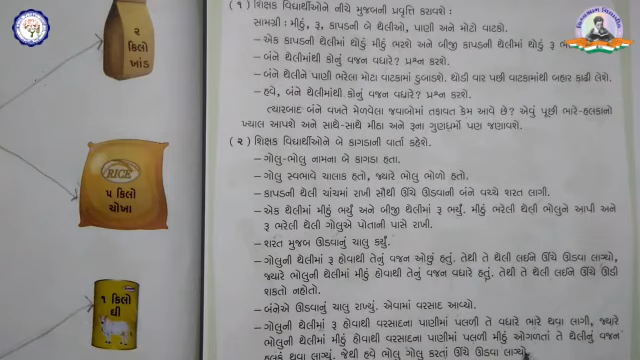 ૨
કિલો
ખાંડ
RICE
૫ કિલો
ચોખા
૧ કિલો
ઘી
(૧) શિક્ષક વિદ્યાર્થીઓને નીચે મુજબની પ્રવૃત્તિ કરાવશે :
સામગ્રી : મીઠું, રૂ, કાપડની બે થેલીઓ, પાણી અને મોટો વાટકો.
– એક કાપડની થેલીમાં થોડું મીઠું ભરશે અને બીજી કાપડની થેલીમાં થોડું રૂ
– બંને થેલીમાંથી કોનું વજન વધારે? પ્રશ્ન કરશે.
– બંને થેલીને પાણી ભરેલા મોટા વાટકામાં ડુબાડશે. થોડી વાર પછી વાટકામાંથી બહાર કાઢી લેશે.
– હવે, બંને થેલીમાંથી કોનું વજન વધારે? પ્રશ્ન કરશે.
ત્યારબાદ બંને વખતે મેળવેલા જવાબોમાં તફાવત કેમ આવે છે? એવું પૂછી ભારે-હલકાનો
ખ્યાલ આપશે અને સાથે-સાથે મીઠા અને રૂના ગુણધર્મો પણ જણાવશે.
(૨) શિક્ષક વિદ્યાર્થીઓને બે કાગડાની વાર્તા કહેશે.
– ગોલુ-ભોલુ નામના બે કાગડા હતા.
– ગોલુ સ્વભાવે ચાલાક હતો, જ્યારે ભોલુ ભોળો હતો.
– કાપડની થેલી ચાંચમાં રાખી સૌથી ઊંચે ઊડવાની બંને વચ્ચે શરત લાગી.
– એક થેલીમાં મીઠું ભર્યું અને બીજી થેલીમાં રૂ ભર્યું. મીઠું ભરેલી થેલી ભોલુને આપી અને
રૂ ભરેલી થેલી ગોલુએ પોતાની પાસે રાખી.
– શરત મુજબ ઊડવાનું ચાલુ કર્યું.
– ગોલુની થેલીમાં રૂ હોવાથી તેનું વજન ઓછું હતું. તેથી તે થેલી લઈને ઊંચે ઊડવા લાગ્યો,
જ્યારે ભોલુની થેલીમાં મીઠું હોવાથી તેનું વજન વધારે હતું. તેથી તે થેલી લઈને ઊંચે ઊડી
શકતો નહોતો.
– બંનેએ ઊડવાનું ચાલુ રાખ્યું. એવામાં વરસાદ આવ્યો.
– ગોલુની થેલીમાં રૂ હોવાથી વરસાદના પાણીમાં પલળી તે વધારે ભારે થવા લાગી, જ્યારે
ભોલુની થેલીમાં મીઠું હોવાથી વરસાદના પાણીમાં પલળી મીઠું ઓગળતાં તે થેલીનું વજન
હલકું થવા લાગ્યું. જેથી હવે ભોલુ ગોલુ કરતાં ઊંચે ઊડવા લાગ્યો